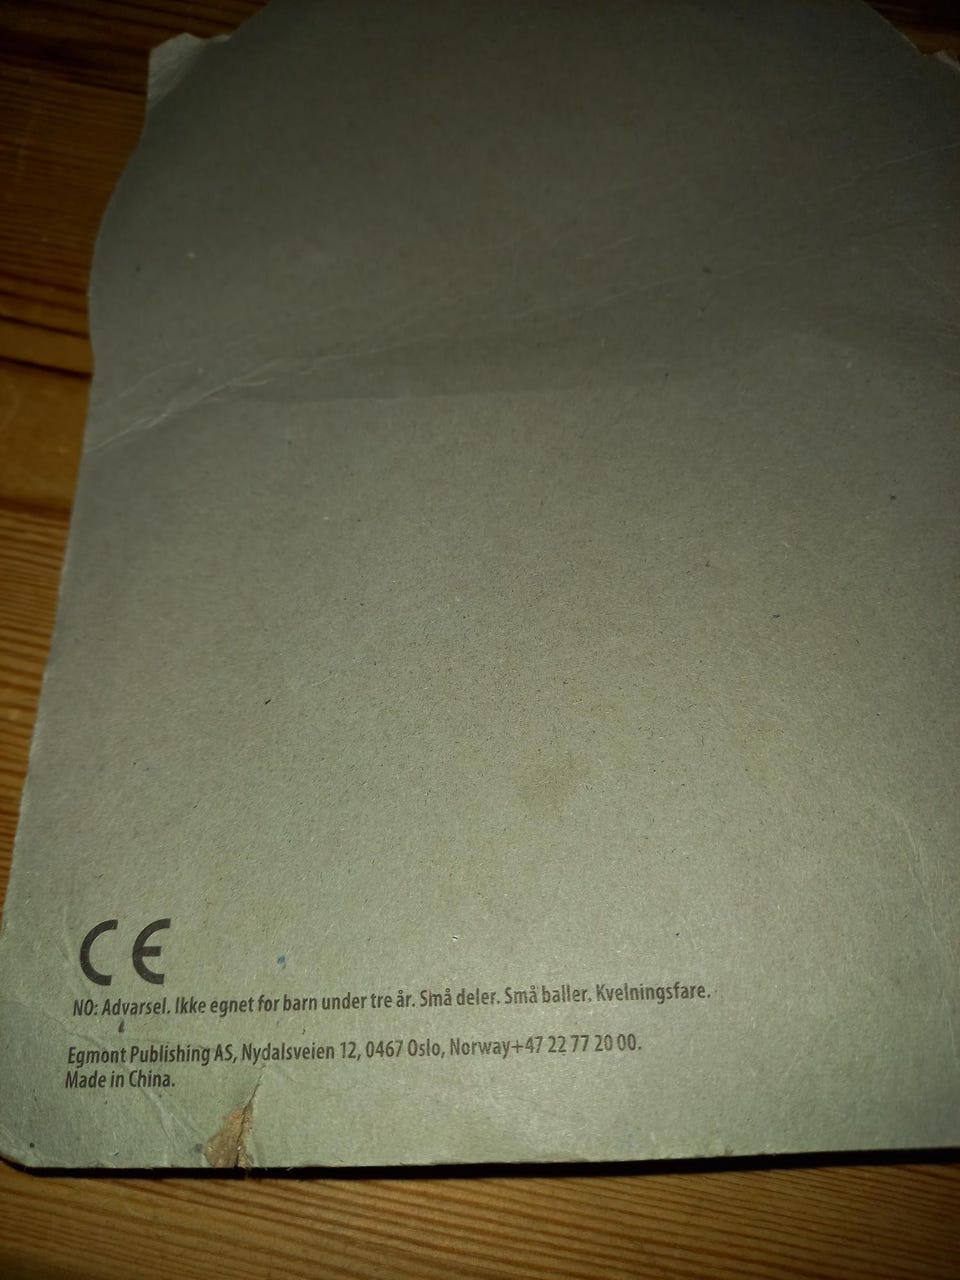 CE
NO: Advarsel. Ikke egnet for barn under tre år. Små deler. Små baller. Kvelningsfare.
Egmont Publishing AS, Nydalsveien 12, 0467 Oslo, Norway+47 22 77 20 00.
Made in China.